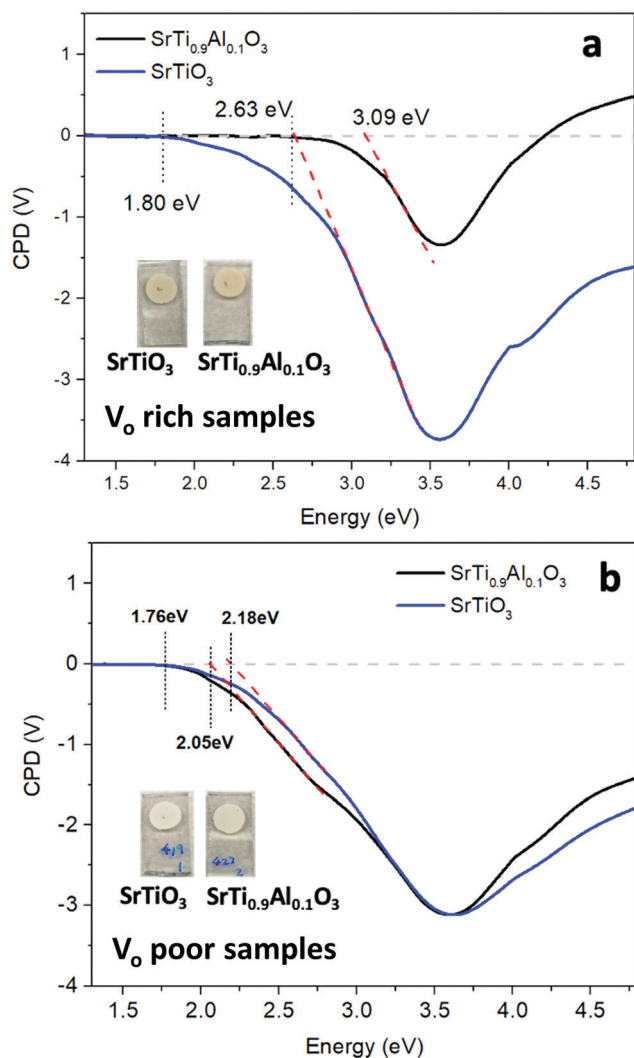 SrTi0.9Al0.1O3
SrTiO3
a
2.63 eV
3.09 eV
1.80 eV
SrTiO3 SrTi0.9Al0.1O3
Vo rich samples
1
0
-1
-2
-3
-4
CPD (V)
1.5 2.0 2.5 3.0 3.5 4.0 4.5
Energy (eV)
SrTi0.9Al0.1O3
SrTiO3
b
1.76eV
2.18eV
2.05eV
419
1
2
SrTiO3 SrTi0.9Al0.1O3
Vo poor samples
1
0
-1
-2
-3
-4
CPD (V)
1.5 2.0 2.5 3.0 3.5 4.0 4.5
Energy (eV)